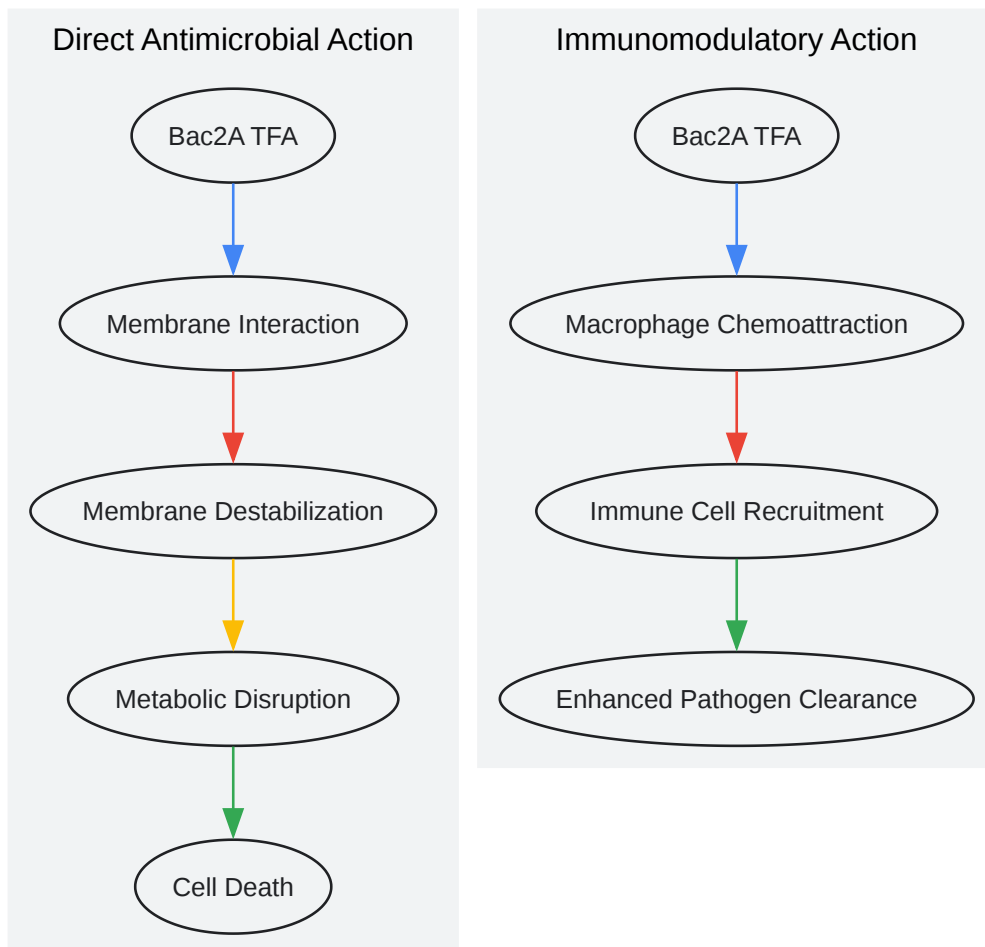 Direct Antimicrobial Action
Bac2A TFA
Membrane Interaction
Membrane Destabilization
Metabolic Disruption
Cell Death
Immunomodulatory Action
Bac2A TFA
Macrophage Chemoattraction
Immune Cell Recruitment
Enhanced Pathogen Clearance